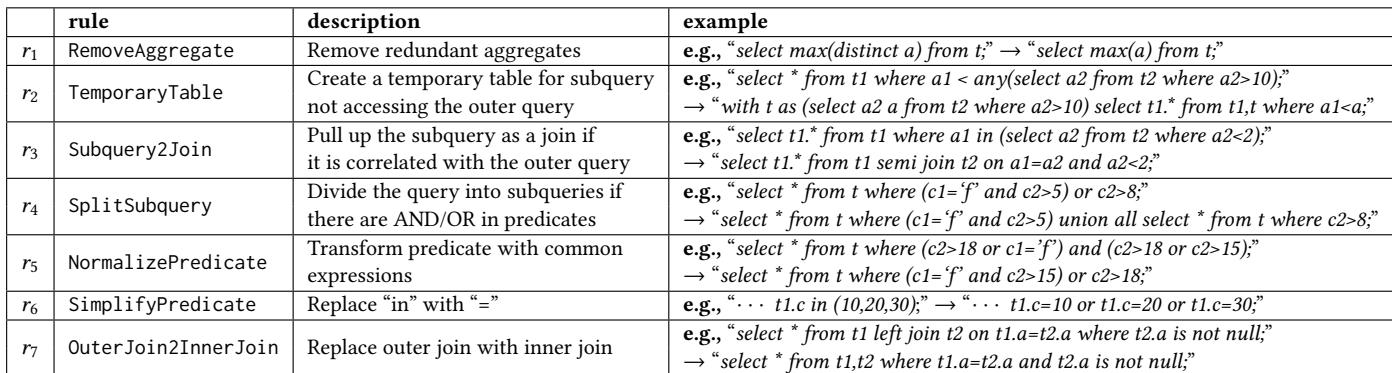 rule description example
r1 RemoveAggregate Remove redundant aggregates e.g., “select max(distinct a) from t;” → “select max(a) from t;”
r2 TemporaryTable Create a temporary table for subquery not accessing the outer query e.g., “select * from t1 where a1 < any(select a2 from t2 where a2>10);”
→ “with t as (select a2 a from t2 where a2>10) select t1.* from t1,t where a1<a;”
r3 Subquery2Join Pull up the subquery as a join if it is correlated with the outer query e.g., “select t1.* from t1 where a1 in (select a2 from t2 where a2<2);”
→ “select t1.* from t1 semi join t2 on a1=a2 and a2<2;”
r4 SplitSubquery Divide the query into subqueries if there are AND/OR in predicates e.g., “select * from t where (c1=‘f’ and c2>5) or c2>8;”
→ “select * from t where (c1=‘f’ and c2>5) union all select * from t where c2>8;”
r5 NormalizePredicate Transform predicate with common expressions e.g., “select * from t where (c2>18 or c1=’f’) and (c2>18 or c2>15);”
→ “select * from t where (c1=‘f’ and c2>15) or c2>18;”
r6 SimplifyPredicate Replace “in” with “=” e.g., “· · · t1.c in (10,20,30);” → “· · · t1.c=10 or t1.c=20 or t1.c=30;”
r7 OuterJoin2InnerJoin Replace outer join with inner join e.g., “select * from t1 left join t2 on t1.a=t2.a where t2.a is not null;”
→ “select * from t1,t2 where t1.a=t2.a and t2.a is not null;”